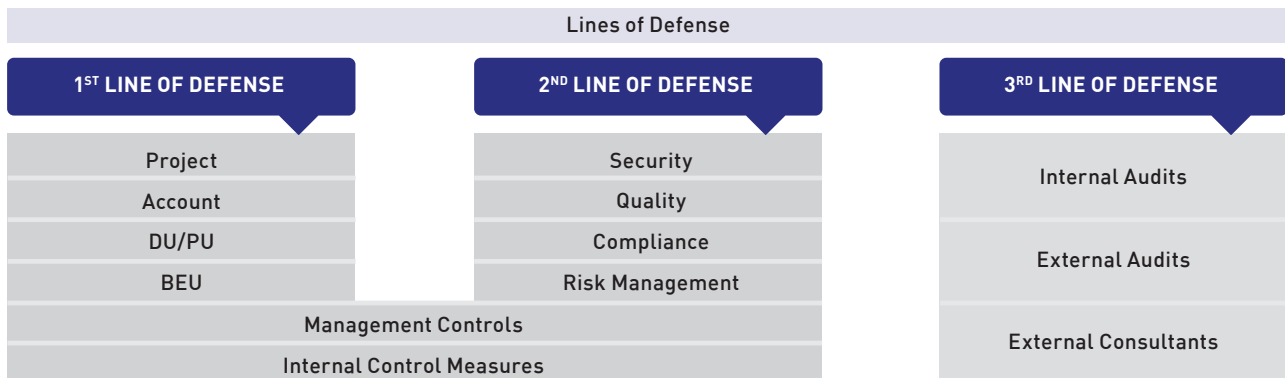 Lines of Defense
1ST LINE OF DEFENSE
2ND LINE OF DEFENSE
3RD LINE OF DEFENSE
Project
Account
DU/PU
BEU
Security
Quality
Compliance
Risk Management
Management Controls
Internal Control Measures
Internal Audits
External Audits
External Consultants